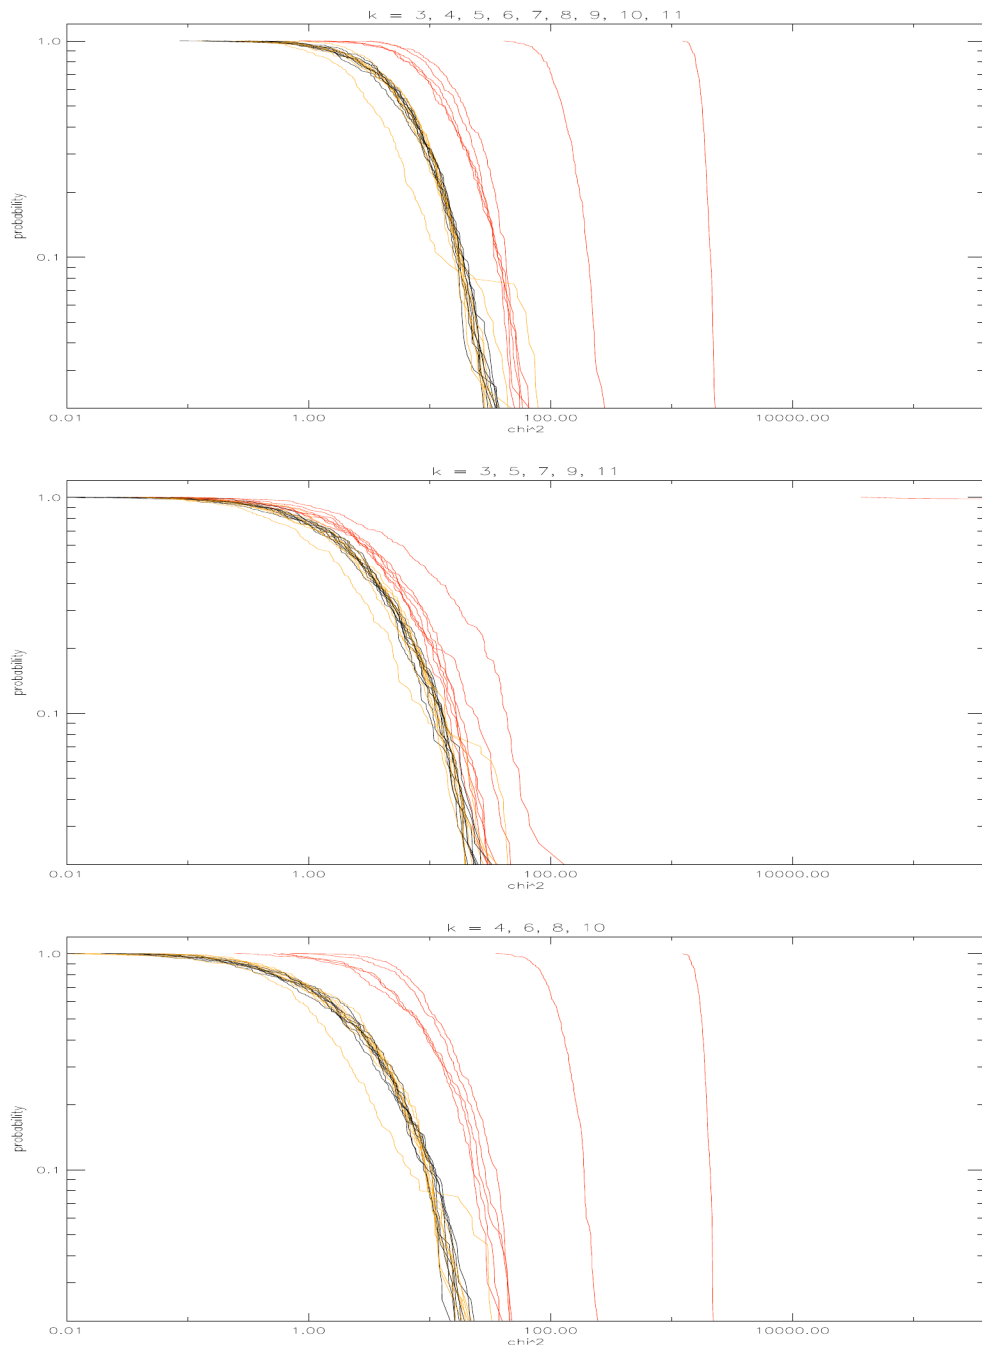 k = 3, 4, 5, 6, 7, 8, 9, 10, 11
1.0
probability
0.1
0.01 1.00 100.00 10000.00
chi^2
k = 3, 5, 7, 9, 11
1.0
probability
0.1
0.01 1.00 100.00 10000.00
chi^2
k = 4, 6, 8, 10
1.0
probability
0.1
0.01 1.00 100.00 10000.00
chi^2